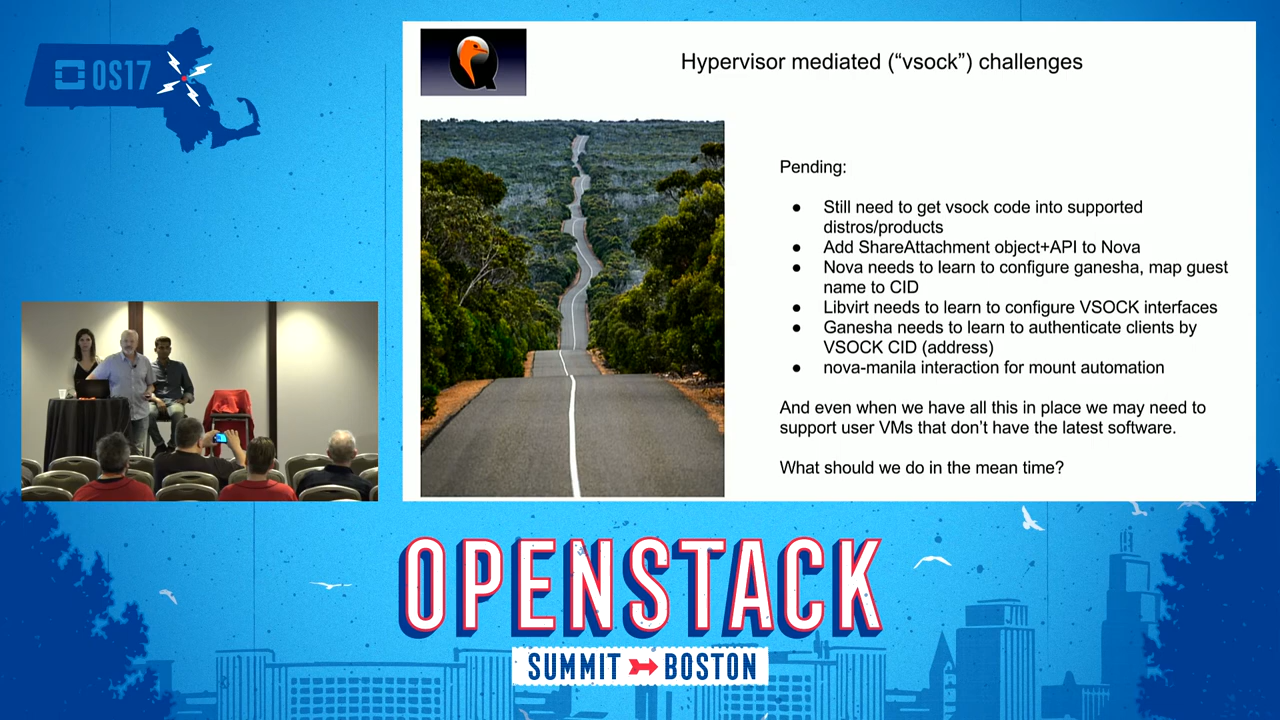 OS17
Hypervisor mediated (“vsock”) challenges
Pending:
● Still need to get vsock code into supported
distros/products
● Add ShareAttachment object+API to Nova
● Nova needs to learn to configure ganesha, map guest
name to CID
● Libvirt needs to learn to configure VSOCK interfaces
● Ganesha needs to learn to authenticate clients by
VSOCK CID (address)
● nova-manila interaction for mount automation
And even when we have all this in place we may need to
support user VMs that don’t have the latest software.
What should we do in the mean time?
OPENSTACK
SUMMIT BOSTON